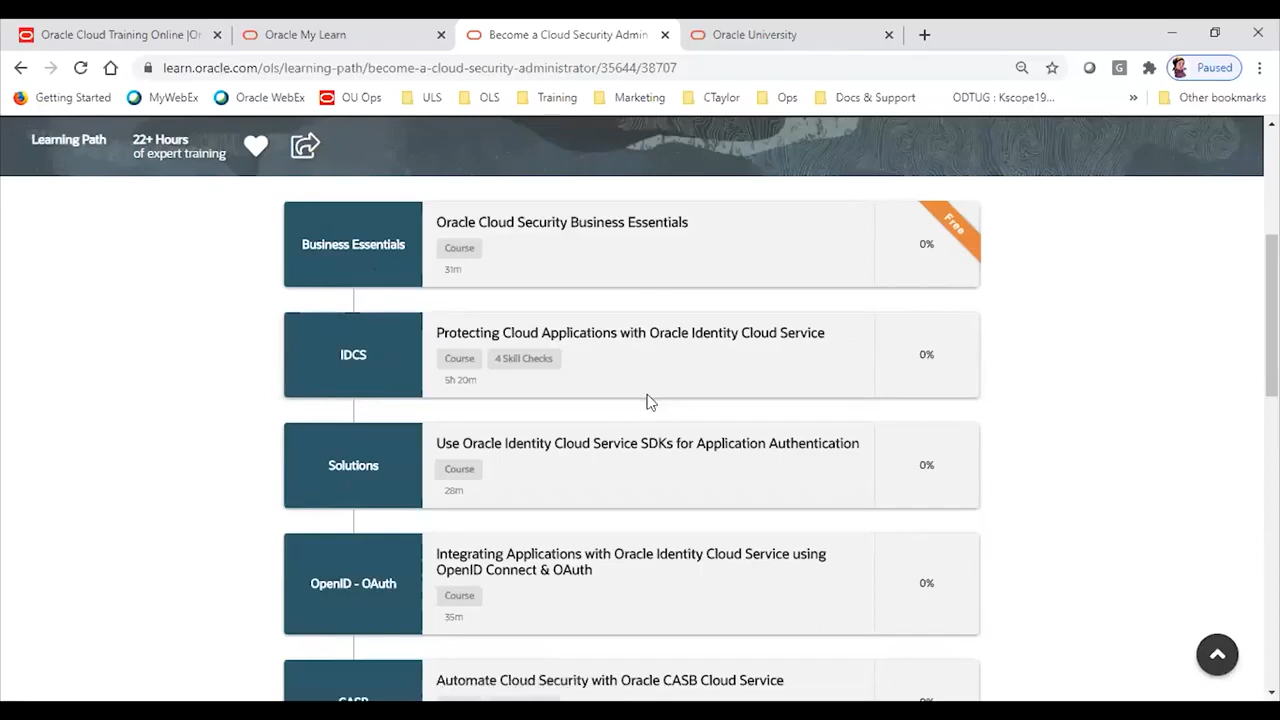 Oracle Cloud Training Online |Or
Oracle My Learn
Become a Cloud Security Admin
Oracle University
learn.oracle.com/ols/learning-path/become-a-cloud-security-administrator/35644/38707
Paused
Getting Started
MyWebEx
Oracle WebEx
OU Ops
ULS
OLS
Training
Marketing
CTaylor
Ops
Docs & Support
ODTUG : Kscope19...
»
Other bookmarks
Learning Path
22+ Hours
of expert training
Business Essentials
Oracle Cloud Security Business Essentials
Course
31m
0%
Free
IDCS
Protecting Cloud Applications with Oracle Identity Cloud Service
Course
4 Skill Checks
5h 20m
0%
Solutions
Use Oracle Identity Cloud Service SDKs for Application Authentication
Course
28m
0%
OpenID - OAuth
Integrating Applications with Oracle Identity Cloud Service using
OpenID Connect & OAuth
Course
35m
0%
CASB
Automate Cloud Security with Oracle CASB Cloud Service